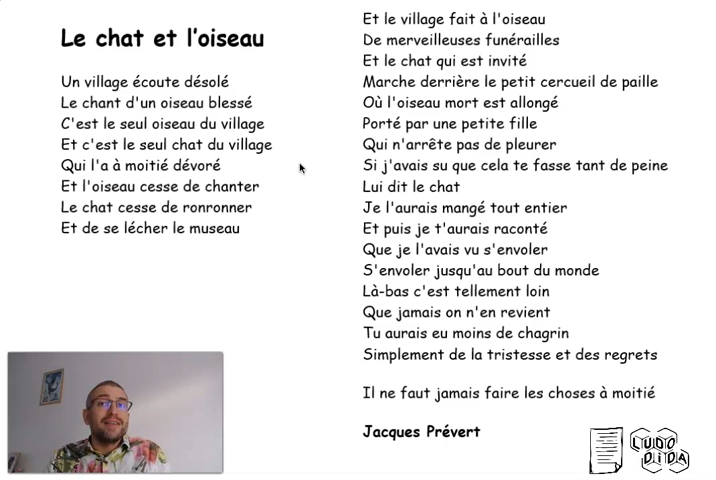 Le chat et l'oiseau
Un village écoute désolé
Le chant d'un oiseau blessé
C'est le seul oiseau du village
Et c'est le seul chat du village
Qui l'a à moitié dévoré
Et l'oiseau cesse de chanter
Le chat cesse de ronronner
Et de se lécher le museau
Et le village fait à l'oiseau
De merveilleuses funérailles
Et le chat qui est invité
Marche derrière le petit cercueil de paille
Où l'oiseau mort est allongé
Porté par une petite fille
Qui n'arrête pas de pleurer
Si j'avais su que cela te fasse tant de peine
Lui dit le chat
Je l'aurais mangé tout entier
Et puis je t'aurais raconté
Que je l'avais vu s'envoler
S'envoler jusqu'au bout du monde
Là-bas c'est tellement loin
Que jamais on n'en revient
Tu aurais eu moins de chagrin
Simplement de la tristesse et des regrets
Il ne faut jamais faire les choses à moitié
Jacques Prévert
LUDO
DiDA